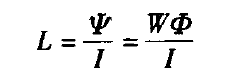 L = Ψ/I = WΦ/I